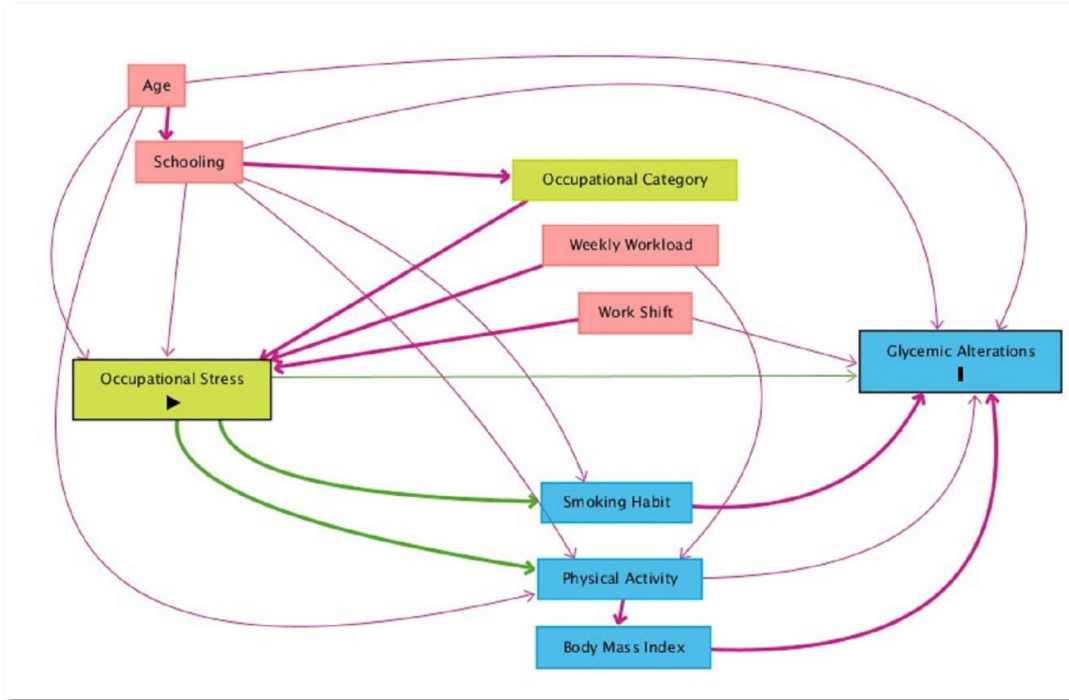 Age
Schooling
Occupational Category
Weekly Workload
Work Shift
Glycemic Alterations
Occupational Stress
Smoking Habit
Physical Activity
Body Mass Index